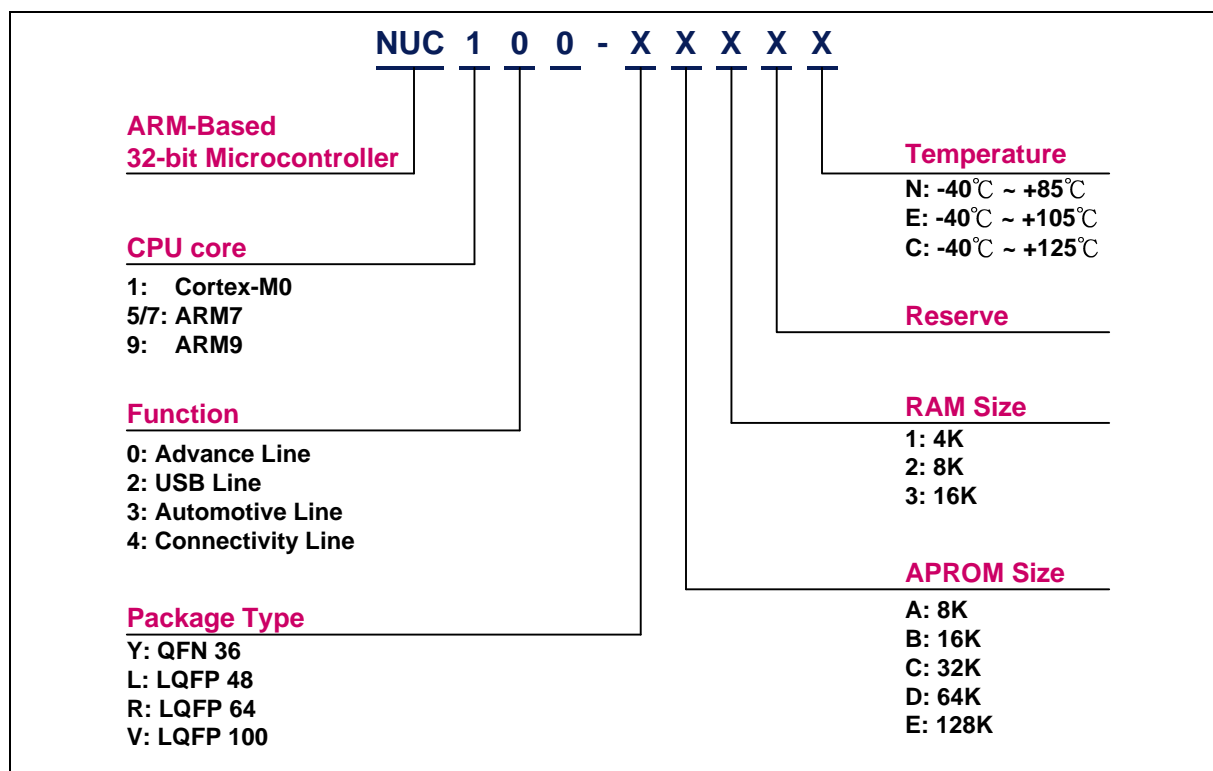 NUC 1 0 0 - X X X X X
ARM-Based
32-bit Microcontroller
CPU core
1: Cortex-M0
5/7: ARM7
9: ARM9
Function
0: Advance Line
2: USB Line
3: Automotive Line
4: Connectivity Line
Package Type
Y: QFN 36
L: LQFP 48
R: LQFP 64
V: LQFP 100
Temperature
N: -40℃ ~ +85℃
E: -40℃ ~ +105℃
C: -40℃ ~ +125℃
Reserve
RAM Size
1: 4K
2: 8K
3: 16K
APROM Size
A: 8K
B: 16K
C: 32K
D: 64K
E: 128K